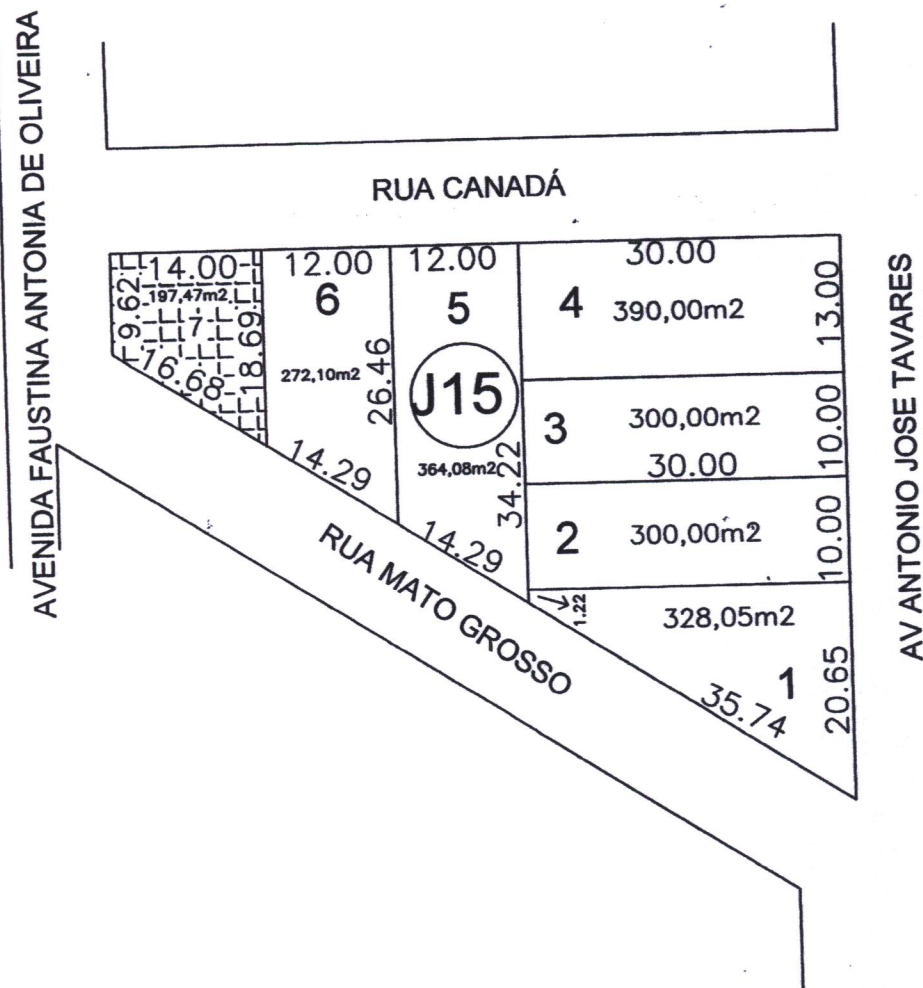 AVENIDA FAUSTINA ANTONIA DE OLIVEIRA
RUA CANADÁ
14.00
197,47m2
9.62
7
18.69
16.68
12.00
6
272,10m2
26.46
14.29
12.00
5
J15
364,08m2
34.22
14.29
30.00
4
390,00m2
13.00
3
300,00m2
30.00
10.00
2
300,00m2
10.00
1.22
328,05m2
1
20.65
35.74
RUA MATO GROSSO
AV ANTONIO JOSE TAVARES